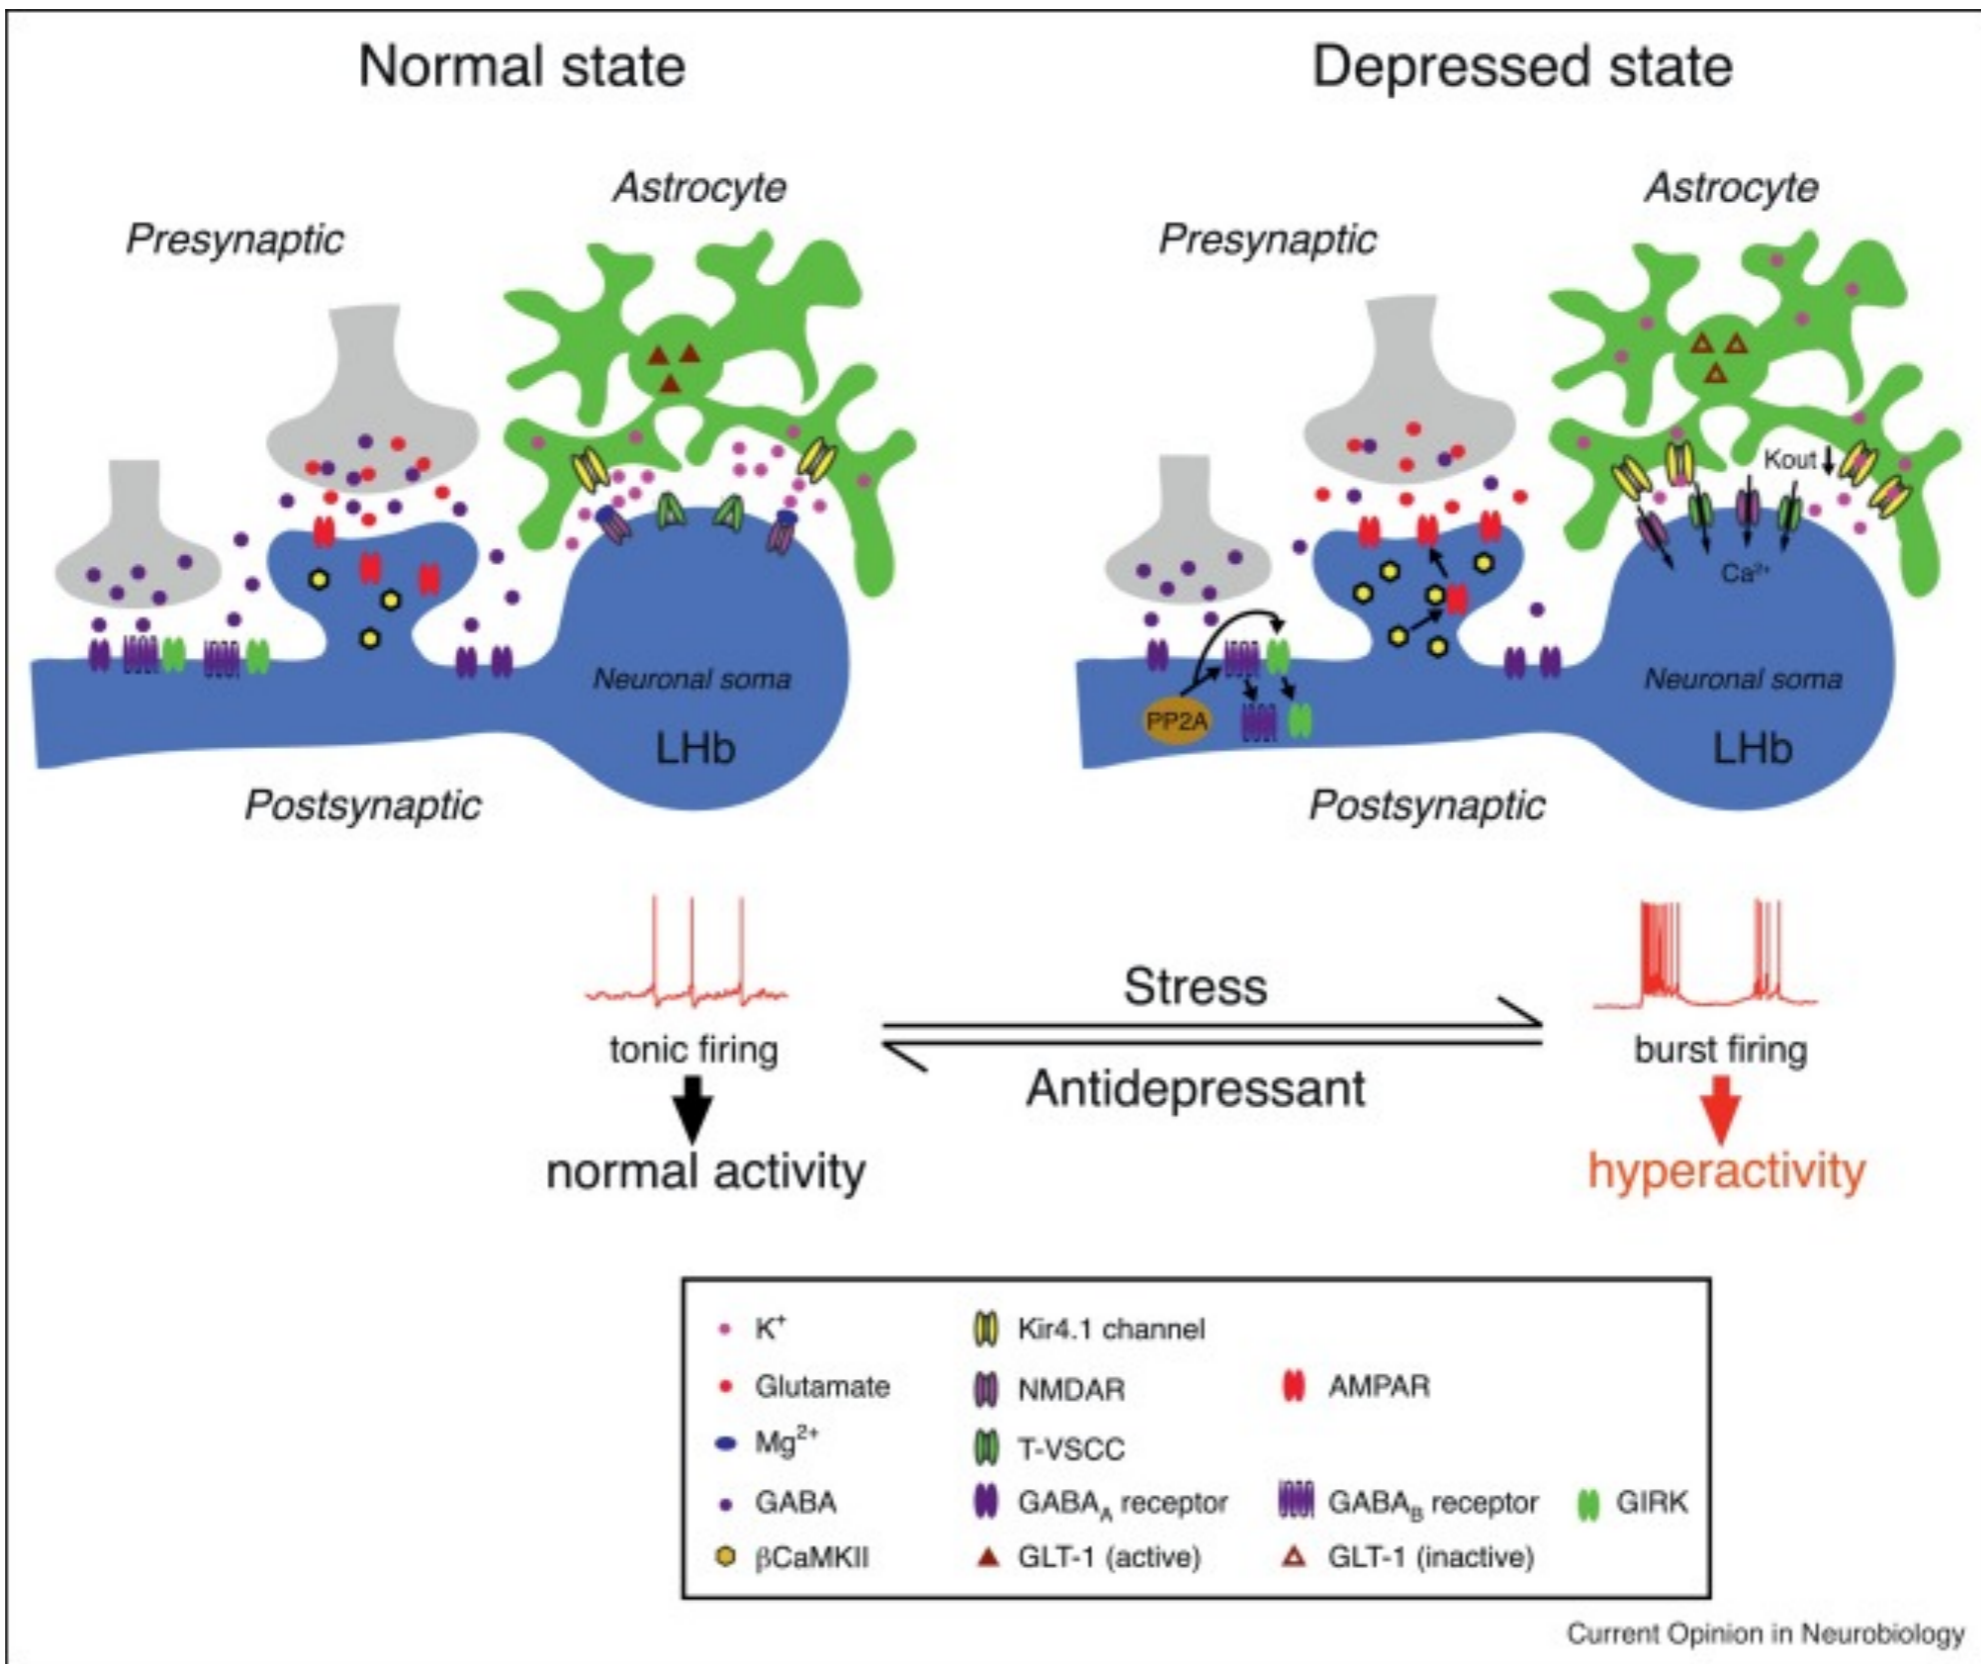 Normal state
Depressed state
Astrocyte
Presynaptic
Astrocyte
Presynaptic
Kout
Ca²⁺
Neuronal soma
LHb
Postsynaptic
PP2A
Neuronal soma
LHb
Postsynaptic
Stress
tonic firing
burst firing
Antidepressant
normal activity
hyperactivity
K⁺
Kir4.1 channel
Glutamate
NMDAR
AMPAR
Mg²⁺
T-VSCC
GABA
GABA_A receptor
GABA_B receptor
GIRK
βCaMKII
GLT-1 (active)
GLT-1 (inactive)
Current Opinion in Neurobiology